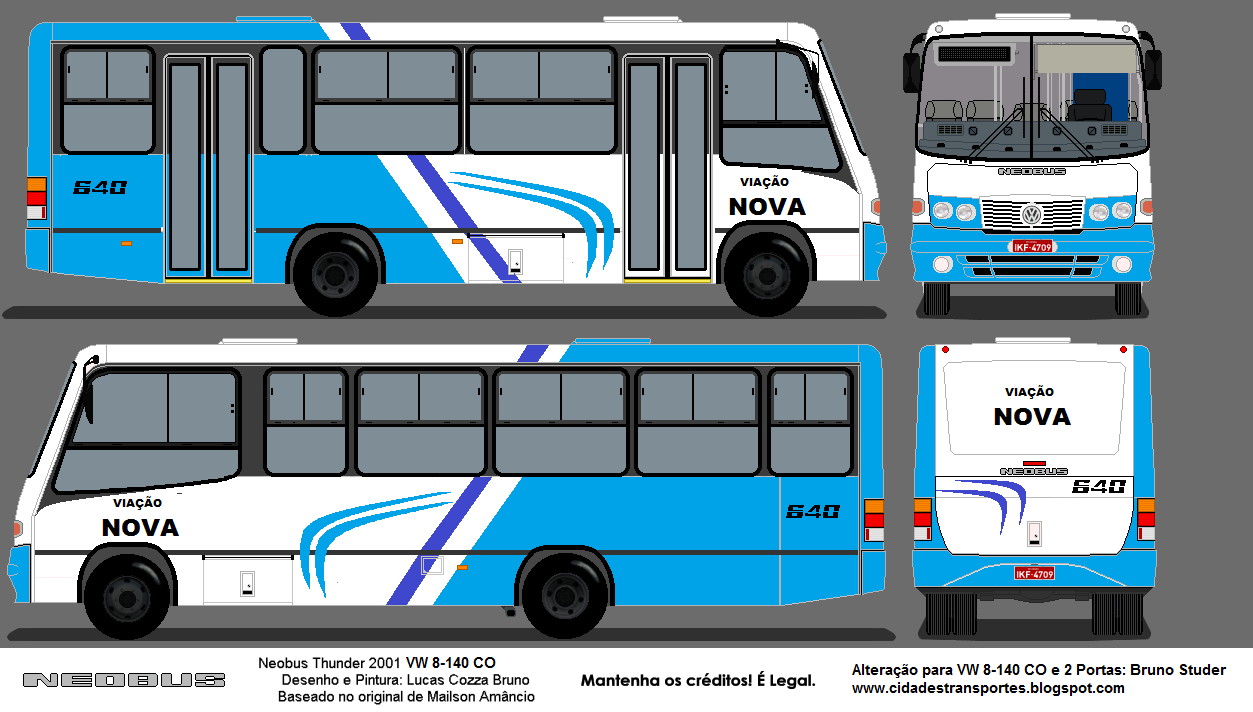 640
VIAÇÃO
NOVA
NEOBUS
IKF-4709
VIAÇÃO
NOVA
640
VIAÇÃO
NOVA
NEOBUS
640
IKF-4709
NEOBUS
Neobus Thunder 2001 VW 8-140 CO
Desenho e Pintura: Lucas Cozza Bruno
Baseado no original de Mailson Amâncio
Mantenha os créditos! É Legal.
Alteração para VW 8-140 CO e 2 Portas: Bruno Studer
www.cidadestransportes.blogspot.com